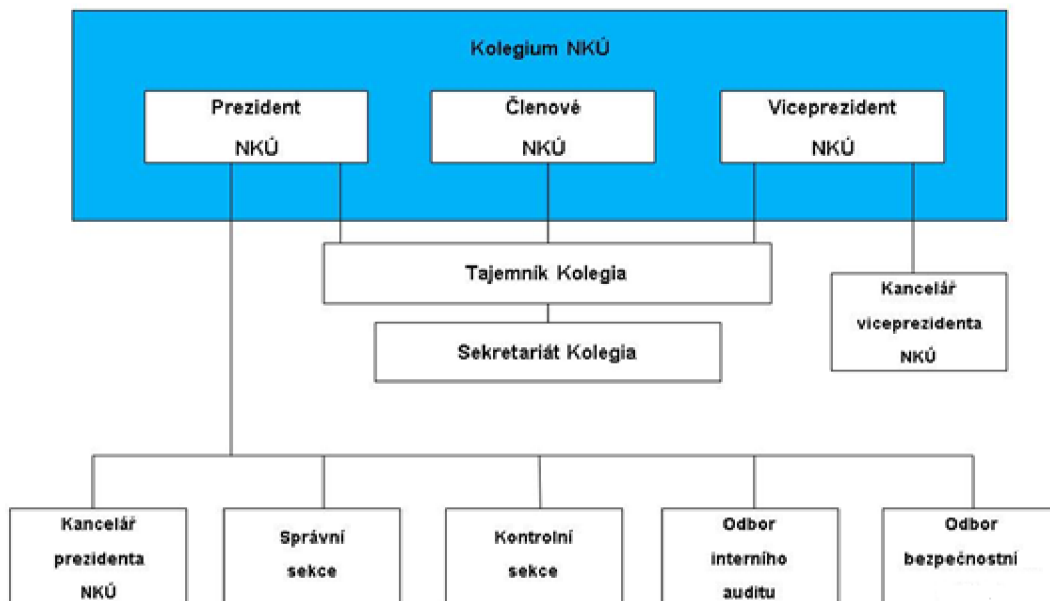 Kolegium NKÚ
Prezident
NKÚ
Členové
NKÚ
Viceprezident
NKÚ
Tajemník Kolegia
Kancelář
viceprezidenta
NKÚ
Sekretariát Kolegia
Kancelář
prezidenta
NKÚ
Správní
sekce
Kontrolní
sekce
Odbor
interního
auditu
Odbor
bezpečnostní